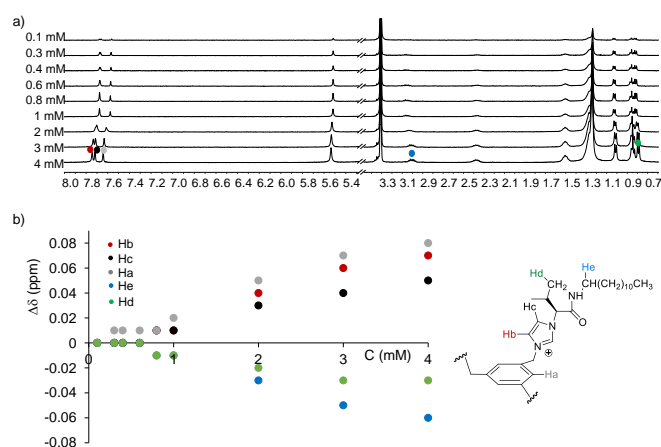 a)
0.1 mM
0.3 mM
0.4 mM
0.6 mM
0.8 mM
1 mM
2 mM
3 mM
4 mM
8.0 7.8 7.6 7.4 7.2 7.0 6.8 6.6 6.4 6.2 6.0 5.8 5.6 5.4 3.3 3.1 2.9 2.7 2.5 2.3 2.1 1.9 1.7 1.5 1.3 1.1 0.9 0.7
b)
Δδ (ppm)
0.08
0.06
0.04
0.02
0
-0.02
-0.04
-0.06
-0.08
Hb
Hc
Ha
He
Hd
0 1 2 3 4
C (mM)
Hd
He
CH2
NH
CH(CH2)10CH3
Hc
O
N
Hb
N
⊕
Ha